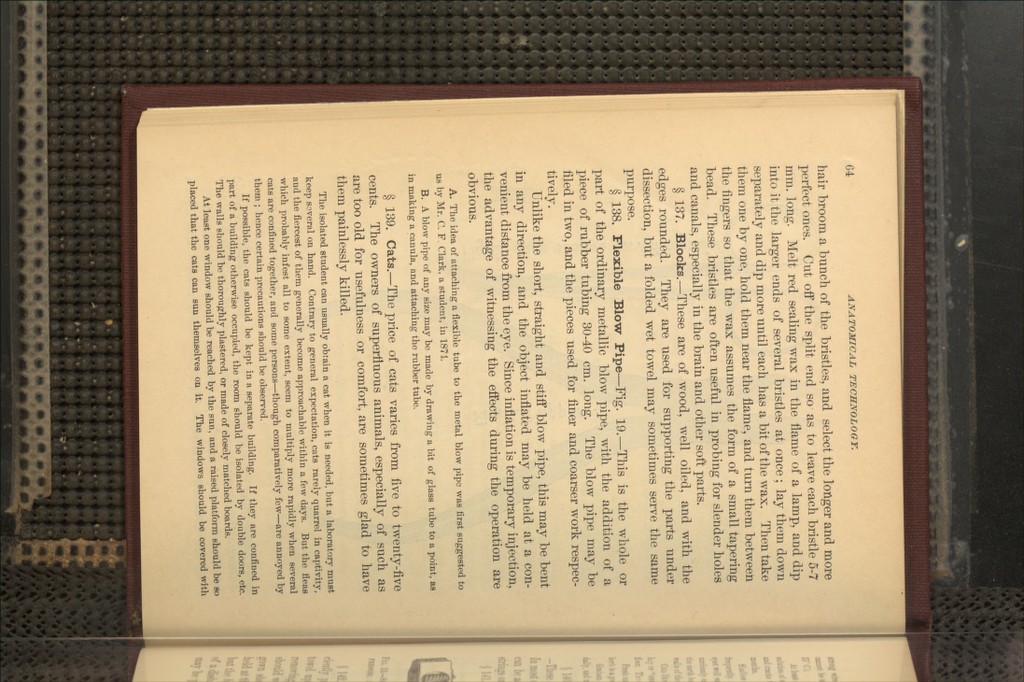 64 ANATOMICAL TECHNOLOGY.
hair broom a bunch of the bristles, and select the longer and more
perfect ones. Cut off the split end so as to leave each bristle 5-7
mm. long. Melt red sealing wax in the flame of a lamp, and dip
into it the larger ends of several bristles at once; lay them down
separately and dip more until each has a bit of the wax. Then take
them one by one, hold them near the flame, and turn them between
the fingers so that the wax assumes the form of a small tapering
bead. These bristles are often useful in probing for slender holes
and canals, especially in the brain and other soft parts.
§ 137. Blocks.—These are of wood, well oiled, and with the
edges rounded. They are used for supporting the parts under
dissection, but a folded wet towel may sometimes serve the same
purpose.
§ 138. Flexible Blow Pipe—Fig. 19.—This is the whole or
part of the ordinary metallic blow pipe, with the addition of a
piece of rubber tubing 30-40 cm. long. The blow pipe may be
filed in two, and the pieces used for finer and coarser work respec-
tively.
Unlike the short, straight and stiff blow pipe, this may be bent
in any direction, and the object inflated may be held at a con-
venient distance from the eye. Since inflation is temporary injection,
the advantage of witnessing the effects during the operation are
obvious.
A. The idea of attaching a flexible tube to the metal blow pipe was first suggested to
us by Mr. C. F. Clark, a student, in 1874.
B. A blow pipe of any size may be made by drawing a bit of glass tube to a point, as
in making a canula, and attaching the rubber tube.
§ 139. Cats.—The price of cats varies from five to twenty-five
cents. The owners of superfluous animals, especially of such as
are too old for usefulness or comfort, are sometimes glad to have
them painlessly killed.
The isolated student can usually obtain a cat when it is needed, but a laboratory must
keep several on hand. Contrary to general expectation, cats rarely quarrel in captivity,
and the fiercest of them generally become approachable within a few days. But the fleas
which probably infest all to some extent, seem to multiply more rapidly when several
cats are confined together, and some persons—though comparatively few—are annoyed by
them; hence certain precautions should be observed.
If possible, the cats should be kept in a separate building. If they are confined in
part of a building otherwise occupied, the room should be isolated by double doors, etc.
The walls should be thoroughly plastered, or made of closely matched boards.
At least one window should be reached by the sun, and a raised platform should be so
placed that the cats can sun themselves on it. The windows should be covered with